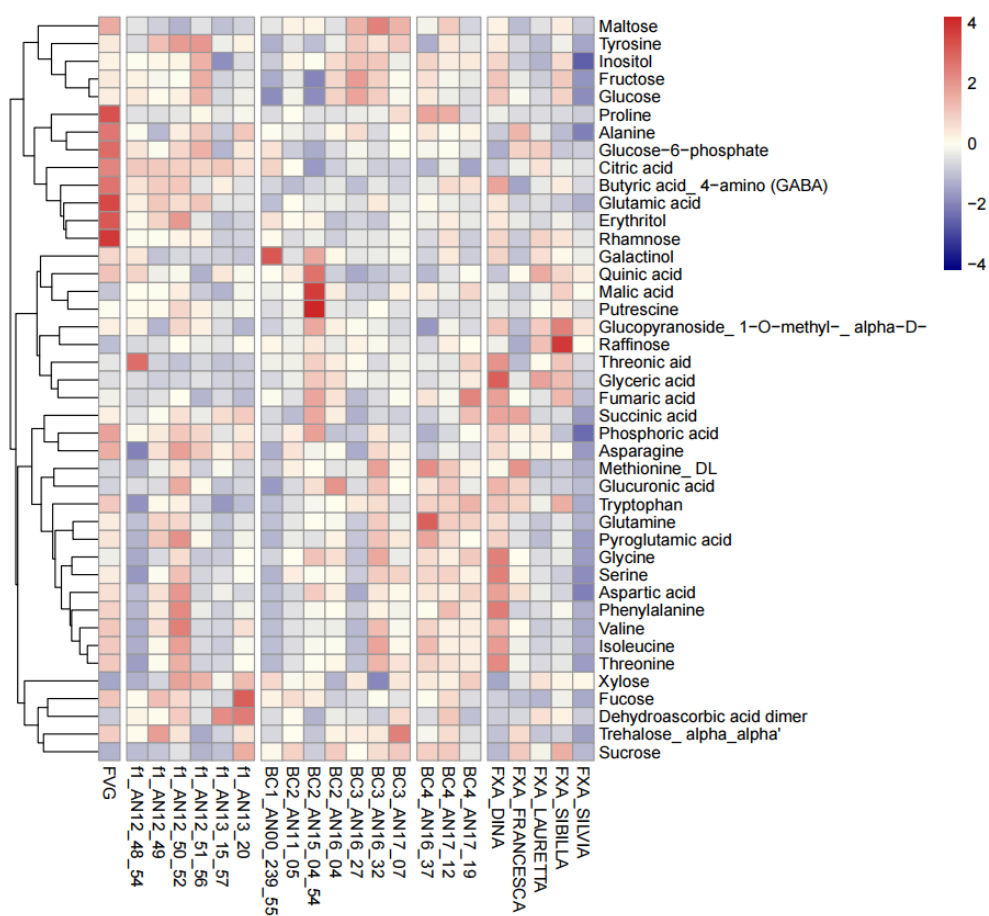 Maltose
Tyrosine
Inositol
Fructose
Glucose
Proline
Alanine
Glucose−6−phosphate
Citric acid
Butyric acid_ 4−amino (GABA)
Glutamic acid
Erythritol
Rhamnose
Galactinol
Quinic acid
Malic acid
Putrescine
Glucopyranoside_ 1−O−methyl−_ alpha−D−
Raffinose
Threonic aid
Glyceric acid
Fumaric acid
Succinic acid
Phosphoric acid
Asparagine
Methionine_ DL
Glucuronic acid
Tryptophan
Glutamine
Pyroglutamic acid
Glycine
Serine
Aspartic acid
Phenylalanine
Valine
Isoleucine
Threonine
Xylose
Fucose
Dehydroascorbic acid dimer
Trehalose_ alpha_alpha'
Sucrose
4
2
0
−2
−4
FVG
f1_AN12_48_54
f1_AN12_49
f1_AN12_50_52
f1_AN12_51_56
f1_AN13_15_57
f1_AN13_20
BC1_AN00_239_55
BC2_AN11_05
BC2_AN15_04_54
BC2_AN16_04
BC3_AN16_27
BC3_AN16_32
BC3_AN17_07
BC4_AN16_37
BC4_AN17_12
BC4_AN17_19
FXA_DINA
FXA_FRANCESCA
FXA_LAURETTA
FXA_SIBILLA
FXA_SILVIA